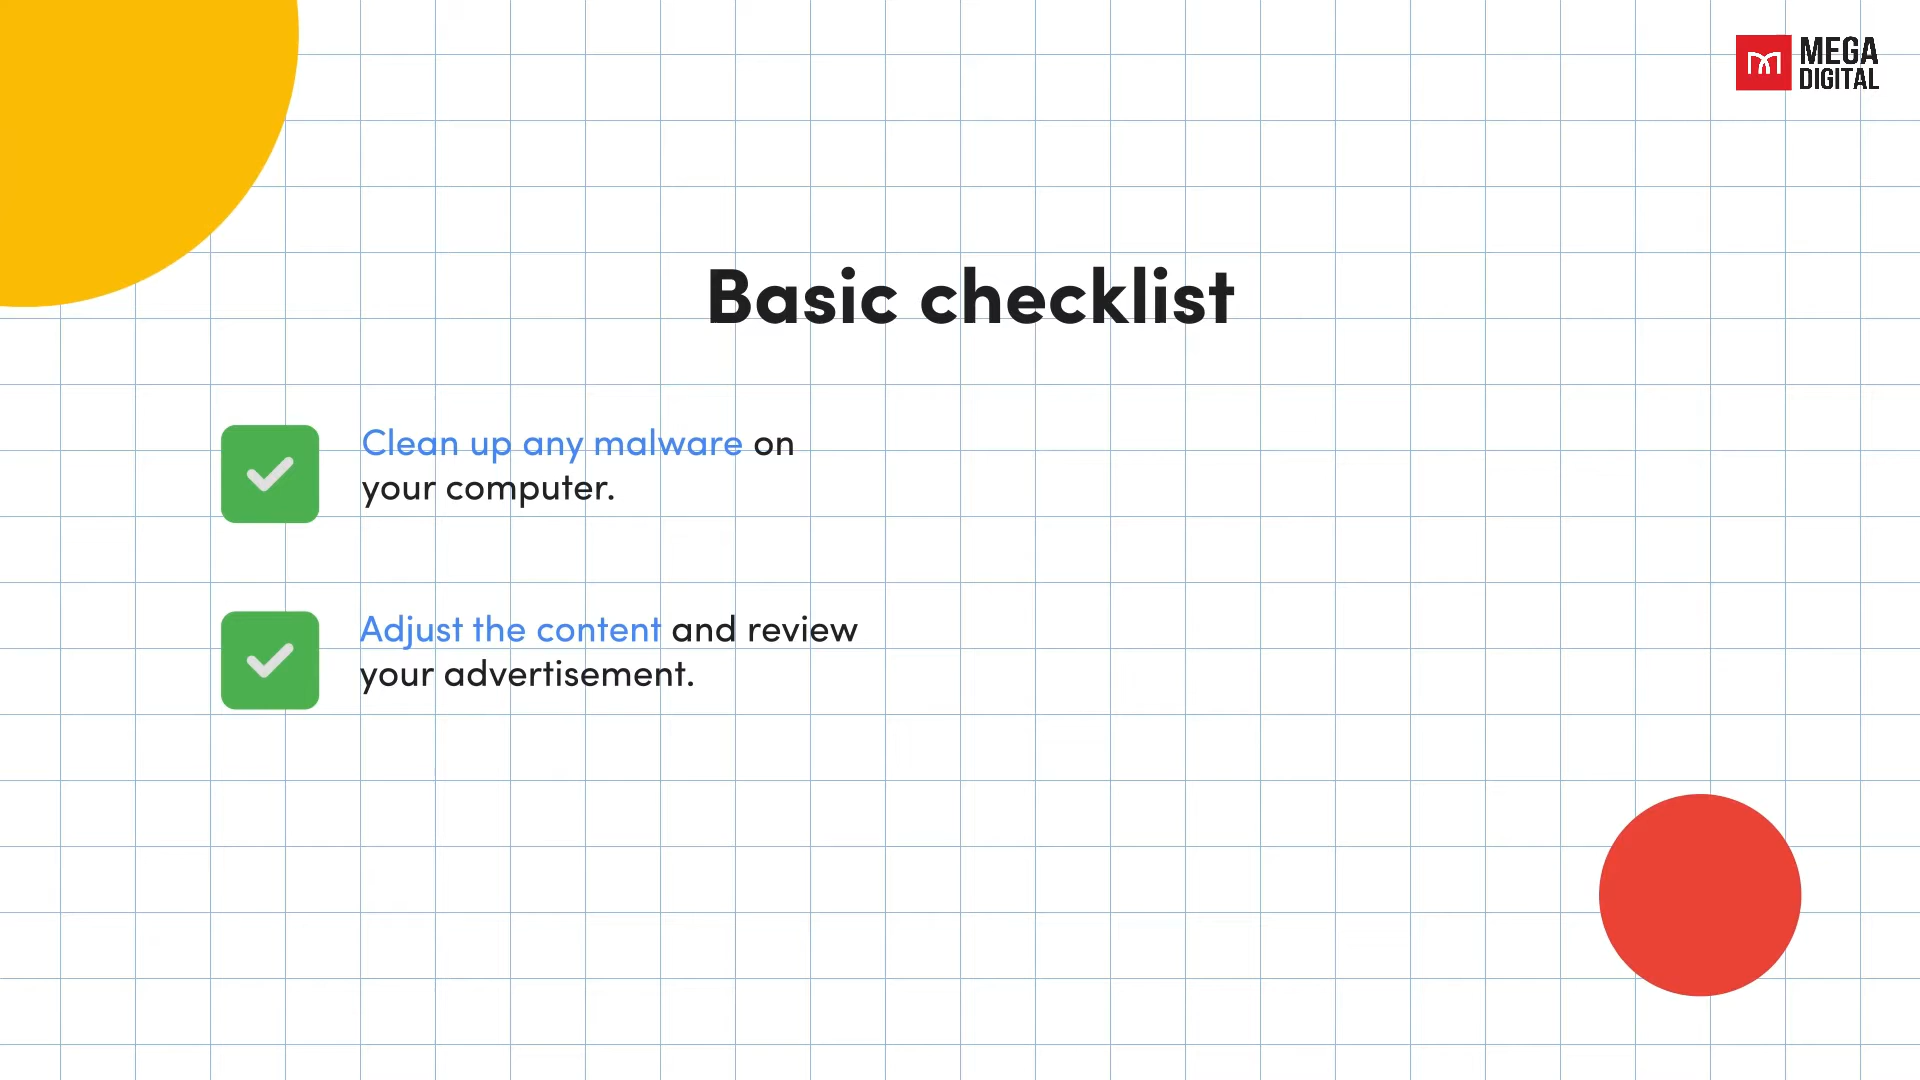 MEGA
DIGITAL
Basic checklist
Clean up any malware on
your computer.
Adjust the content and review
your advertisement.